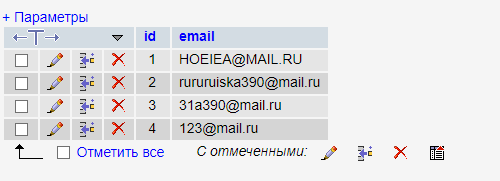 + Параметры
id email
1 HOEIEA@MAIL.RU
2 rururuiska390@mail.ru
3 31a390@mail.ru
4 123@mail.ru
Отметить все С отмеченными: